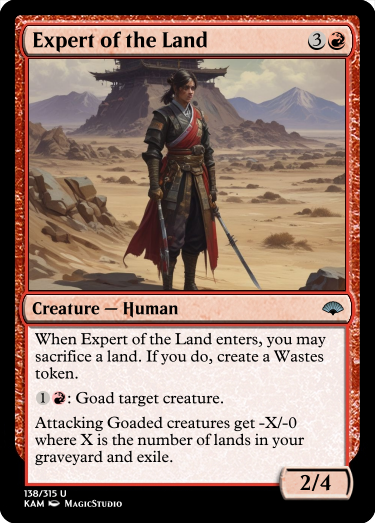 Expert of the Land 3
Creature — Human
When Expert of the Land enters, you may
sacrifice a land. If you do, create a Wastes
token.
1 : Goad target creature.
Attacking Goaded creatures get -X/-0
where X is the number of lands in your
graveyard and exile.
2/4
138/315 U
KAM MagicStudio